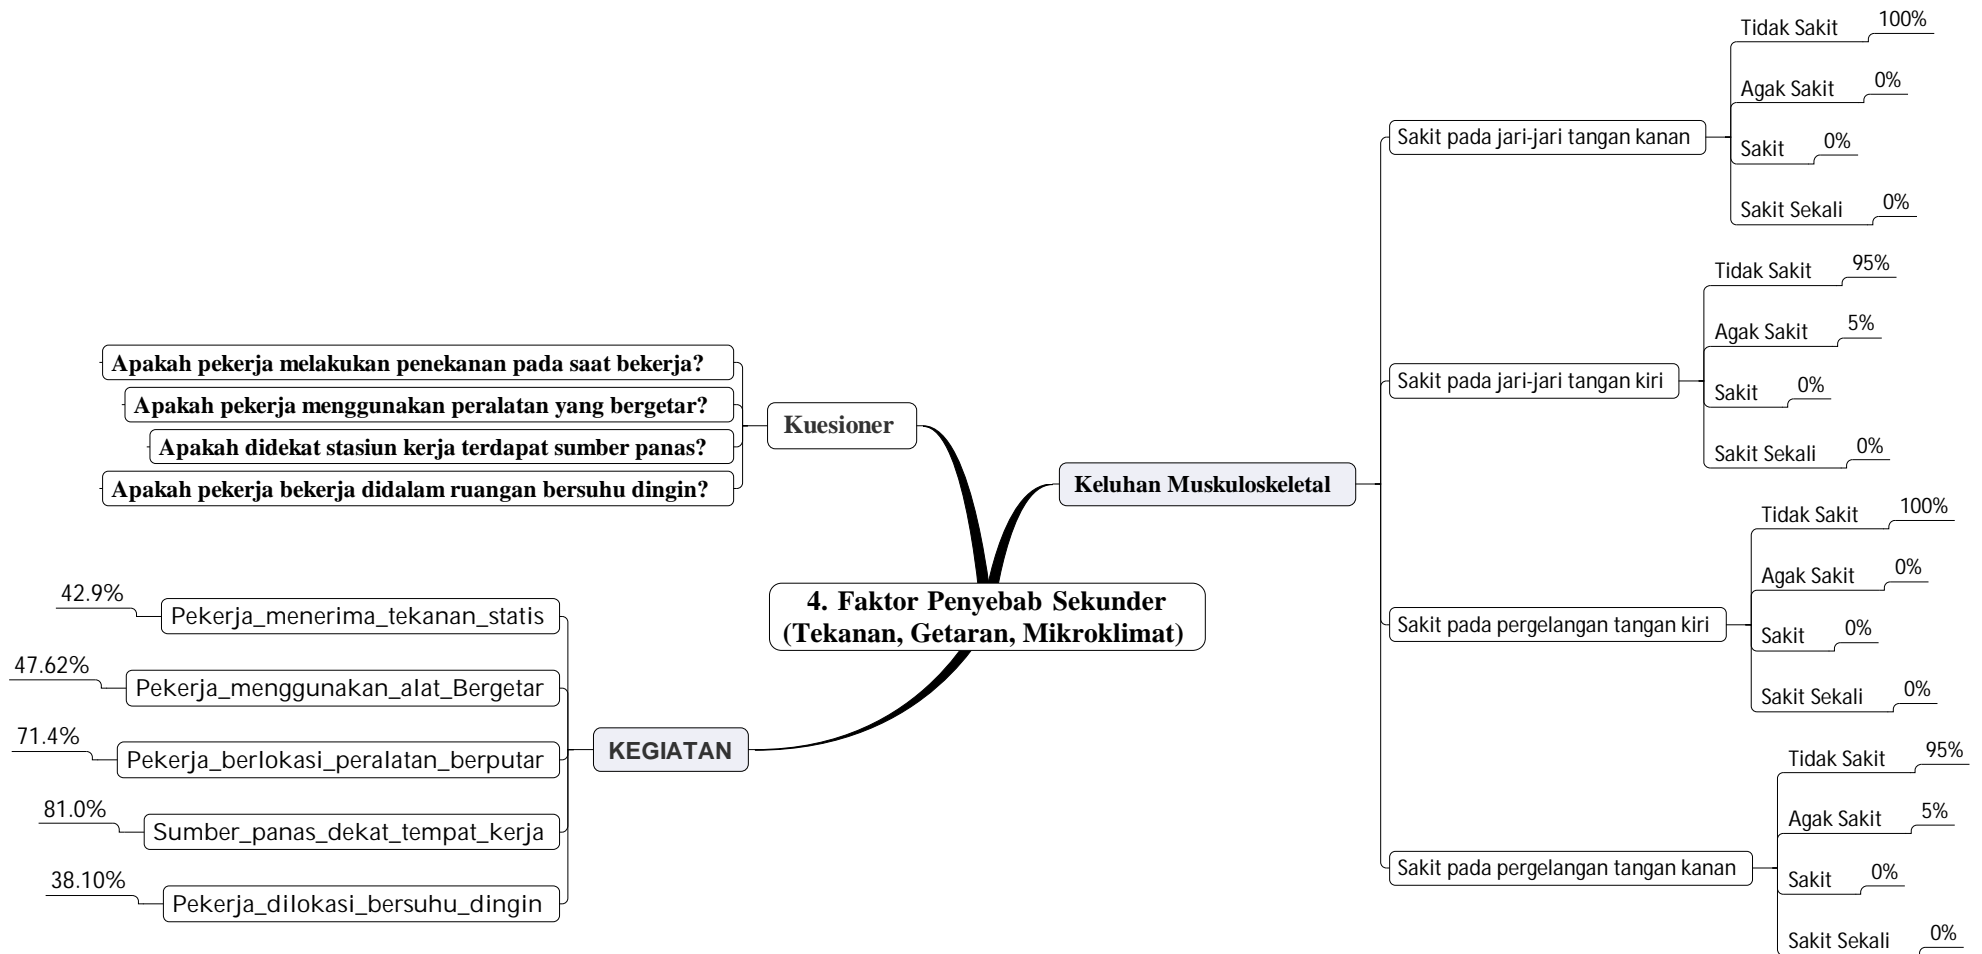 4. Faktor Penyebab Sekunder
(Tekanan, Getaran, Mikroklimat)
Kuesioner
Apakah pekerja melakukan penekanan pada saat bekerja?
Apakah pekerja menggunakan peralatan yang bergetar?
Apakah didekat stasiun kerja terdapat sumber panas?
Apakah pekerja bekerja didalam ruangan bersuhu dingin?
KEGIATAN
Pekerja_menerima_tekanan_statis
42.9%
Pekerja_menggunakan_alat_Bergetar
47.62%
Pekerja_berlokasi_peralatan_berputar
71.4%
Sumber_panas_dekat_tempat_kerja
81.0%
Pekerja_dilokasi_bersuhu_dingin
38.10%
Keluhan Muskuloskeletal
Sakit pada jari-jari tangan kanan
Tidak Sakit 100%
Agak Sakit 0%
Sakit 0%
Sakit Sekali 0%
Sakit pada jari-jari tangan kiri
Tidak Sakit 95%
Agak Sakit 5%
Sakit 0%
Sakit Sekali 0%
Sakit pada pergelangan tangan kiri
Tidak Sakit 100%
Agak Sakit 0%
Sakit 0%
Sakit Sekali 0%
Sakit pada pergelangan tangan kanan
Tidak Sakit 95%
Agak Sakit 5%
Sakit 0%
Sakit Sekali 0%